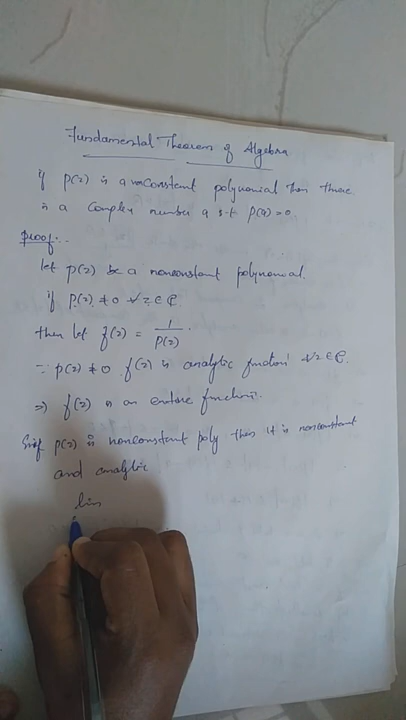 Fundamental Theorem of Algebra
if p(z) is a nonconstant polynomial then there
is a complex number a s.t p(a)=0.
Proof:.
let p(z) be a nonconstant polynomial.
if p(z) ≠ 0 ∀ z ∈ ℂ.
then let f(z) = 1/p(z).
∵ p(z) ≠ 0 f(z) is analytic function ∀ z ∈ ℂ.
⇒ f(z) is an entire function.
p(z) is nonconstant poly then it is nonconstant
and analytic
lim